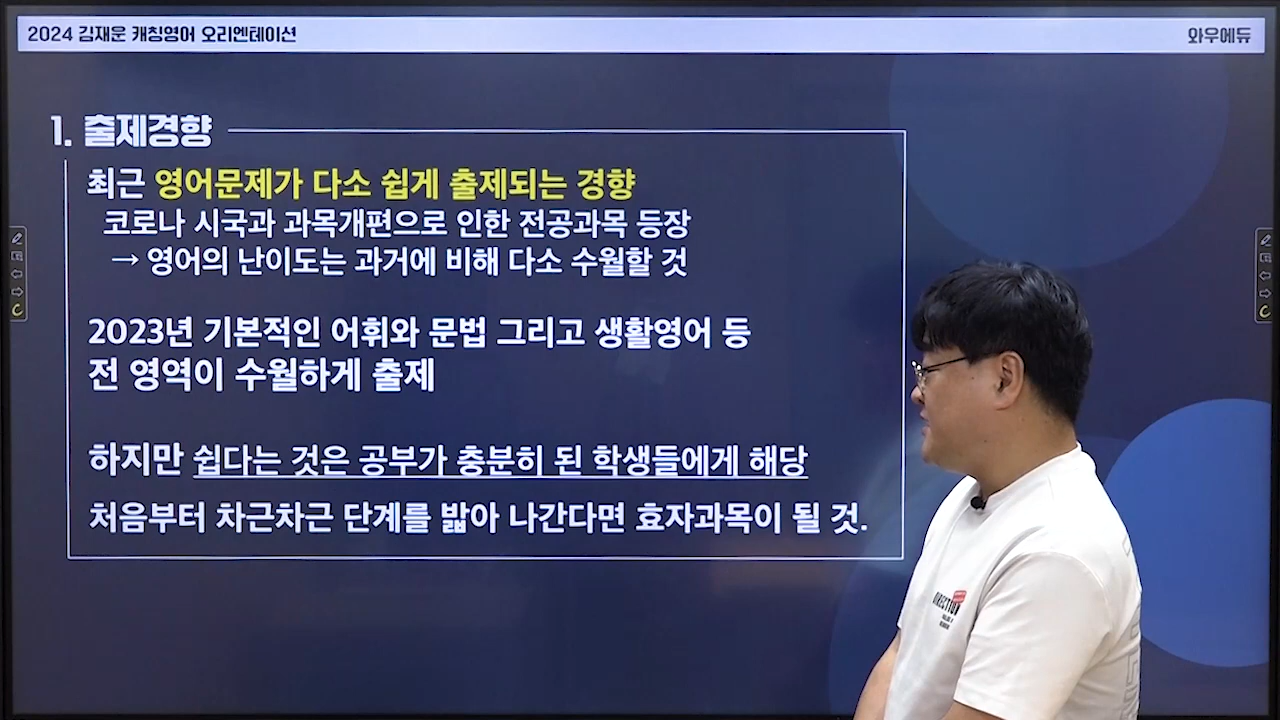 2024 김재운 캐칭영어 오리엔테이션
와우에듀
1. 출제경향
최근 영어문제가 다소 쉽게 출제되는 경향
코로나 시국과 과목개편으로 인한 전공과목 등장
→ 영어의 난이도는 과거에 비해 다소 수월할 것
2023년 기본적인 어휘와 문법 그리고 생활영어 등
전 영역이 수월하게 출제
하지만 쉽다는 것은 공부가 충분히 된 학생들에게 해당
처음부터 차근차근 단계를 밟아 나간다면 효자과목이 될 것.